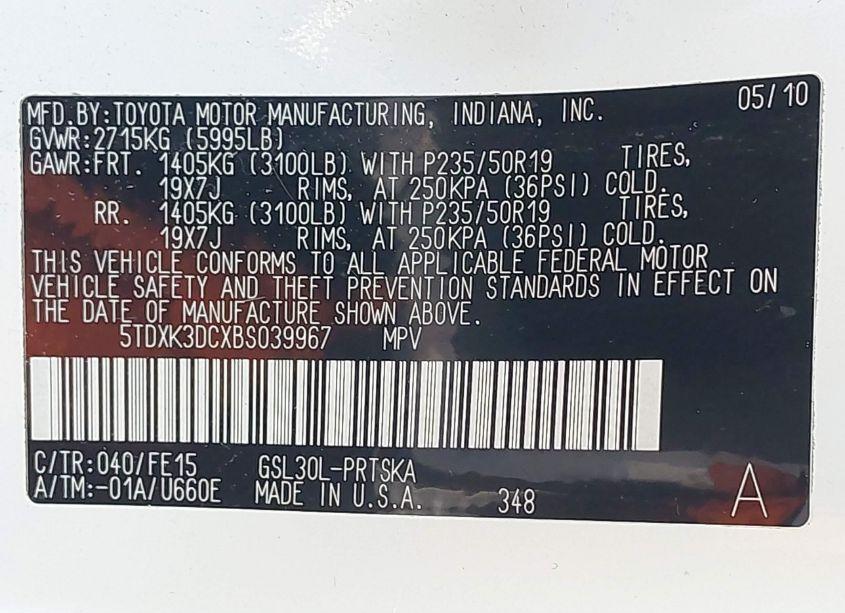 MFD.BY:TOYOTA MOTOR MANUFACTURING, INDIANA, INC. 05/10
GVWR:2715KG (5995LB)
GAWR:FRT. 1405KG (3100LB) WITH P235/50R19 TIRES,
19X7J RIMS, AT 250KPA (36PSI) COLD.
RR. 1405KG (3100LB) WITH P235/50R19 TIRES,
19X7J RIMS, AT 250KPA (36PSI) COLD.
THIS VEHICLE CONFORMS TO ALL APPLICABLE FEDERAL MOTOR
VEHICLE SAFETY AND THEFT PREVENTION STANDARDS IN EFFECT ON
THE DATE OF MANUFACTURE SHOWN ABOVE.
5TDXK3DCXBS039967 MPV
C/TR:040/FE15 GSL30L-PRTSKA
A/TM:-01A/U660E MADE IN U.S.A. 348 A